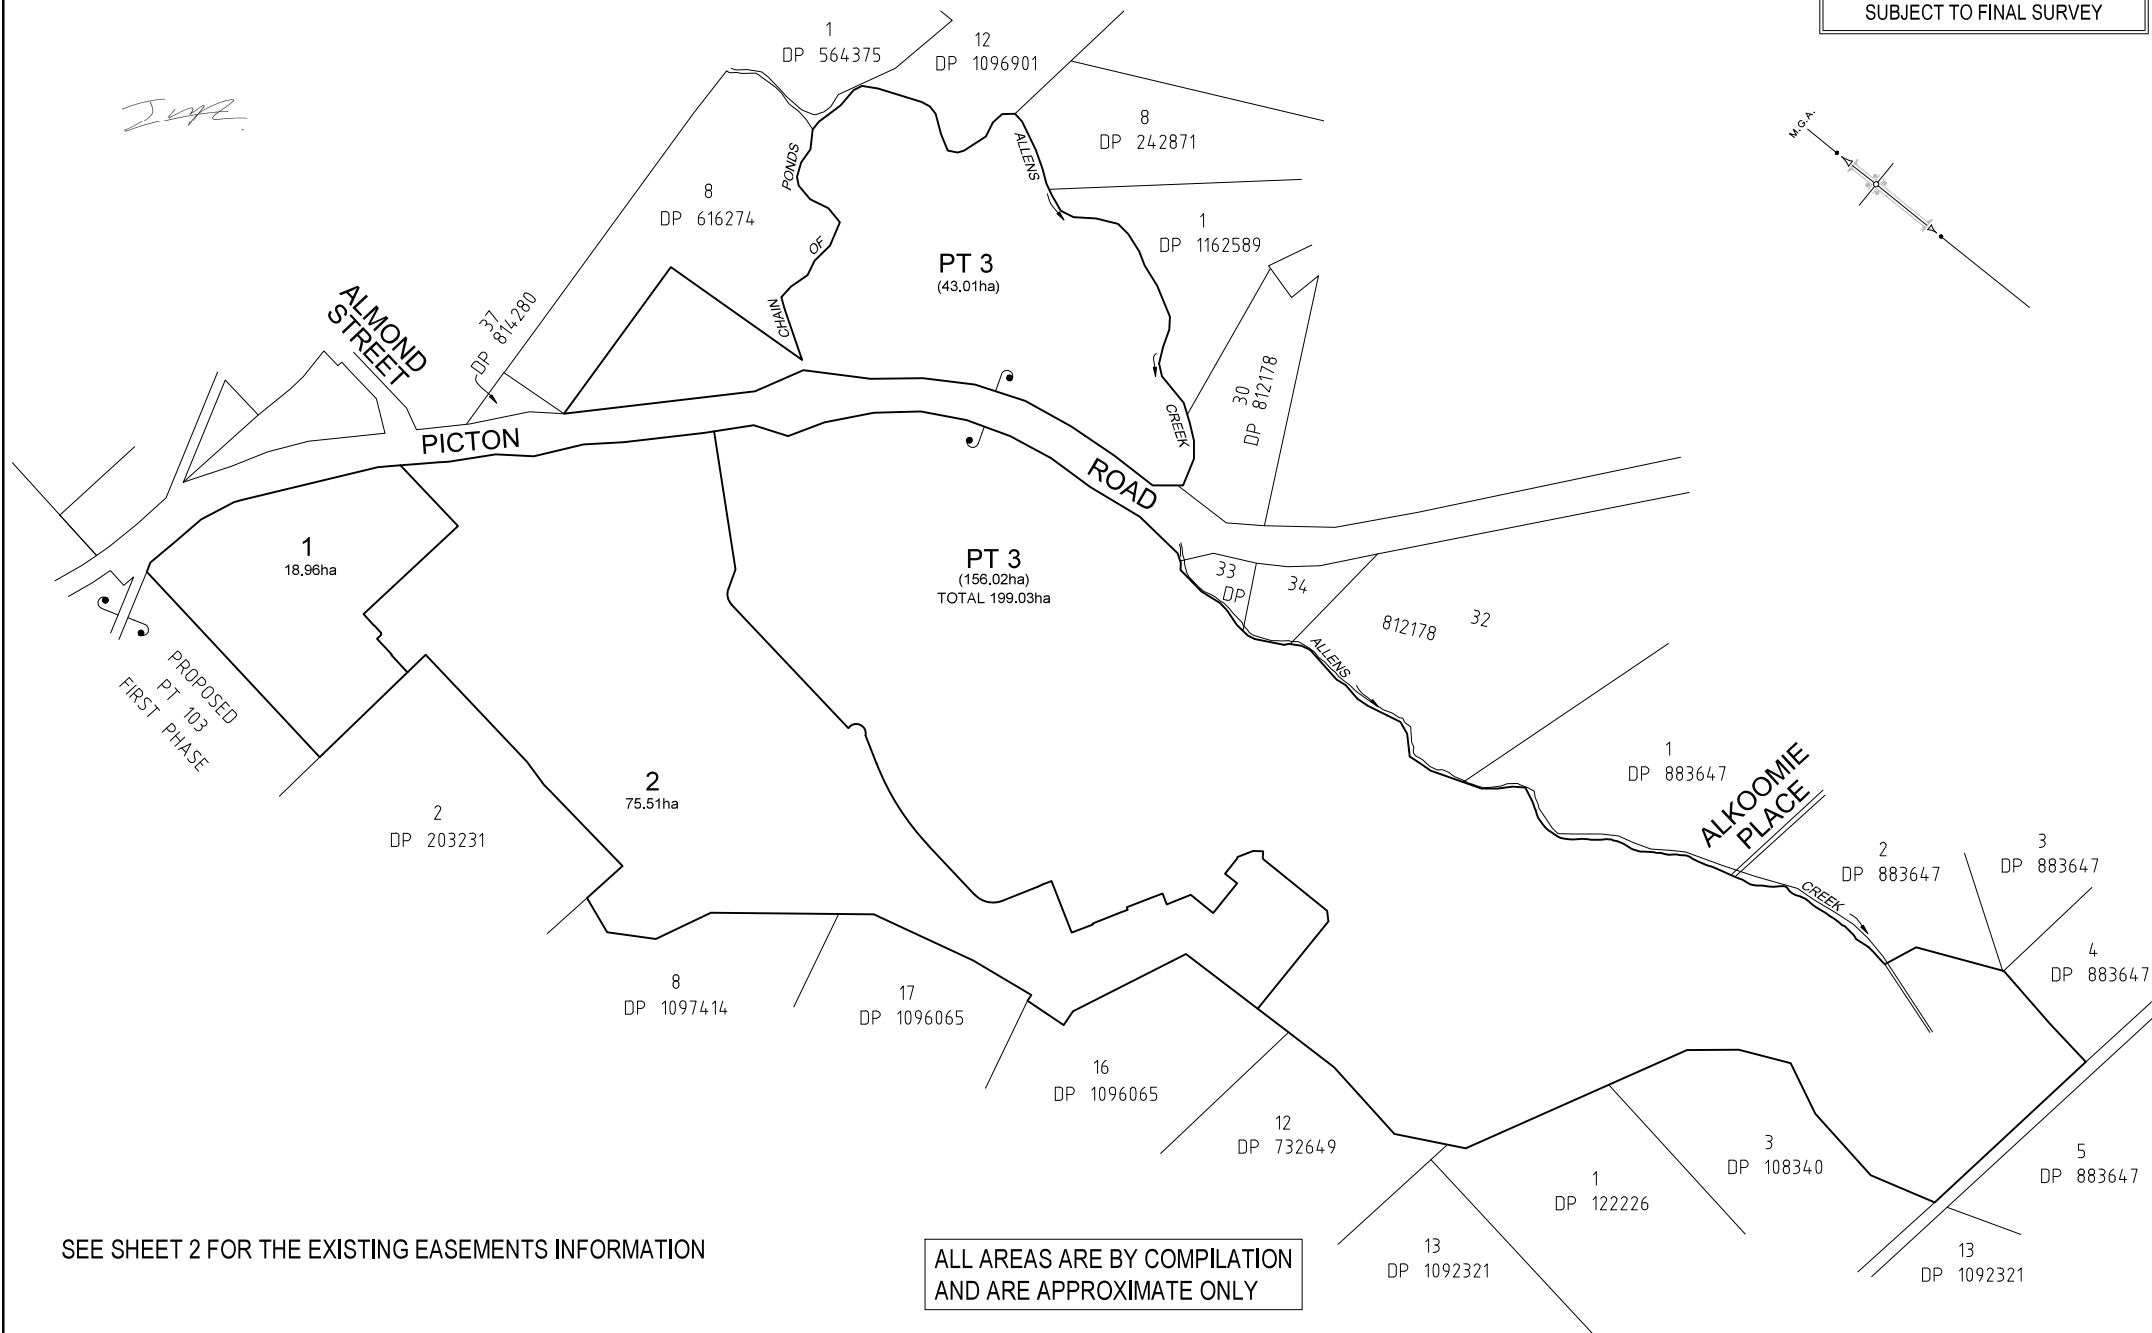 SUBJECT TO FINAL SURVEY
1
DP 564375
12
DP 1096901
M.G.A.
8
DP 242871
ALLENS
PONDS
8
DP 616274
1
DP 1162589
OF
PT 3
(43.01ha)
CHAIN
ALMOND
STREET
37
DP 814280
30
DP 812178
CREEK
PICTON
ROAD
1
18.96ha
PT 3
(156.02ha)
TOTAL 199.03ha
33
DP
34
812178
32
ALLENS
PROPOSED
PT 103
FIRST PHASE
1
DP 883647
ALKOOMIE
PLACE
2
75.51ha
2
DP 203231
2
DP 883647
3
DP 883647
CREEK
4
DP 883647
8
DP 1097414
17
DP 1096065
16
DP 1096065
12
DP 732649
3
DP 108340
5
DP 883647
1
DP 122226
13
DP 1092321
13
DP 1092321
SEE SHEET 2 FOR THE EXISTING EASEMENTS INFORMATION
ALL AREAS ARE BY COMPILATION
AND ARE APPROXIMATE ONLY